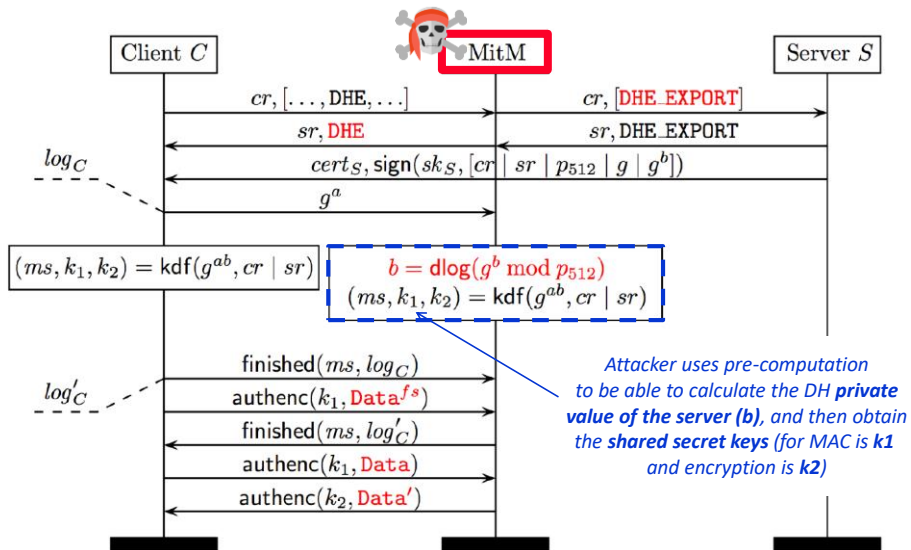 Client C
MitM
Server S
cr, [. . . , DHE, . . .]
cr, [DHE_EXPORT]
sr, DHE
sr, DHE_EXPORT
log_C
cert_S, sign(sk_S, [cr | sr | p_512 | g | g^b])
g^a
(ms, k_1, k_2) = kdf(g^ab, cr | sr)
b = dlog(g^b mod p_512)
(ms, k_1, k_2) = kdf(g^ab, cr | sr)
finished(ms, log_C)
log'_C
authenc(k_1, Data^fs)
finished(ms, log'_C)
authenc(k_1, Data)
authenc(k_2, Data')
Attacker uses pre-computation
to be able to calculate the DH private
value of the server (b), and then obtain
the shared secret keys (for MAC is k1
and encryption is k2)